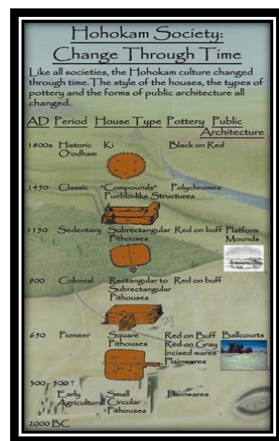 Hohokam Society:
Change Through Time
Like all societies, the Hohokam culture changed
through time. The style of the houses, the types of
pottery and the forms of public architecture all
changed.
AD Period House Type Pottery Public
Architecture
1800s Historic Ki Black on Red
O'odham
1450 Classic "Compounds" Polychromes
Pueblo-like Structures
1150 Sedentary Subrectangular Red on buff Platform
Pithouses Mounds
900 Colonial Rectangular to Red on buff
Subrectangular
Pithouses
650 Pioneer Square Red on Buff Ballcourts
Pithouses Red on Gray
Incised wares
Plainwares
300-500?
Early Small Plainwares
Agricultural Circular
Pithouses
2000 BC